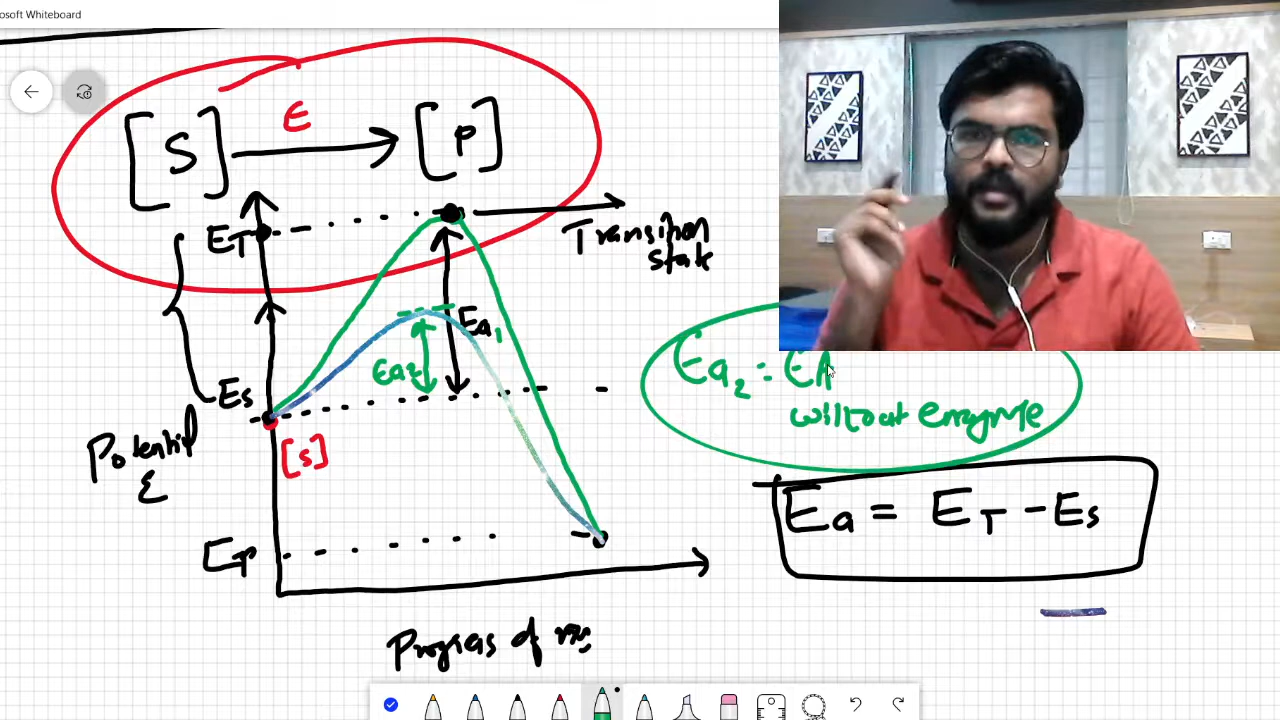 osoft Whiteboard
[S] E [P]
ET
Transition
state
Ea1
Ea2
Es
[S]
Potential
E
Ea2 = EA
without enzyme
Ea = ET - Es
EP
Progress of rxn